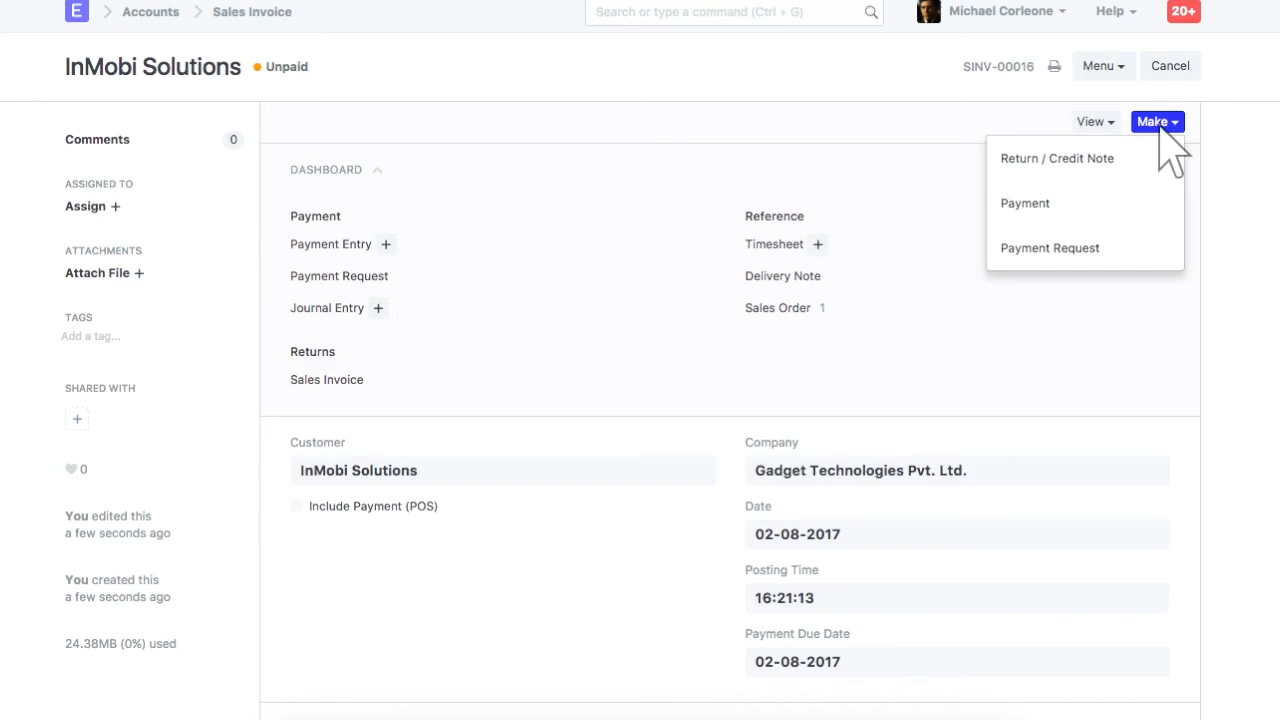 E Accounts Sales Invoice Search or type a command (Ctrl + G) Michael Corleone Help 20+
InMobi Solutions Unpaid SINV-00016 Menu Cancel
View Make
Comments 0
ASSIGNED TO
Assign +
ATTACHMENTS
Attach File +
TAGS
Add a tag...
SHARED WITH
+
0
You edited this
a few seconds ago
You created this
a few seconds ago
24.38MB (0%) used
DASHBOARD
Payment
Payment Entry +
Payment Request
Journal Entry +
Returns
Sales Invoice
Reference
Timesheet +
Delivery Note
Sales Order 1
Return / Credit Note
Payment
Payment Request
Customer
InMobi Solutions
Include Payment (POS)
Company
Gadget Technologies Pvt. Ltd.
Date
02-08-2017
Posting Time
16:21:13
Payment Due Date
02-08-2017